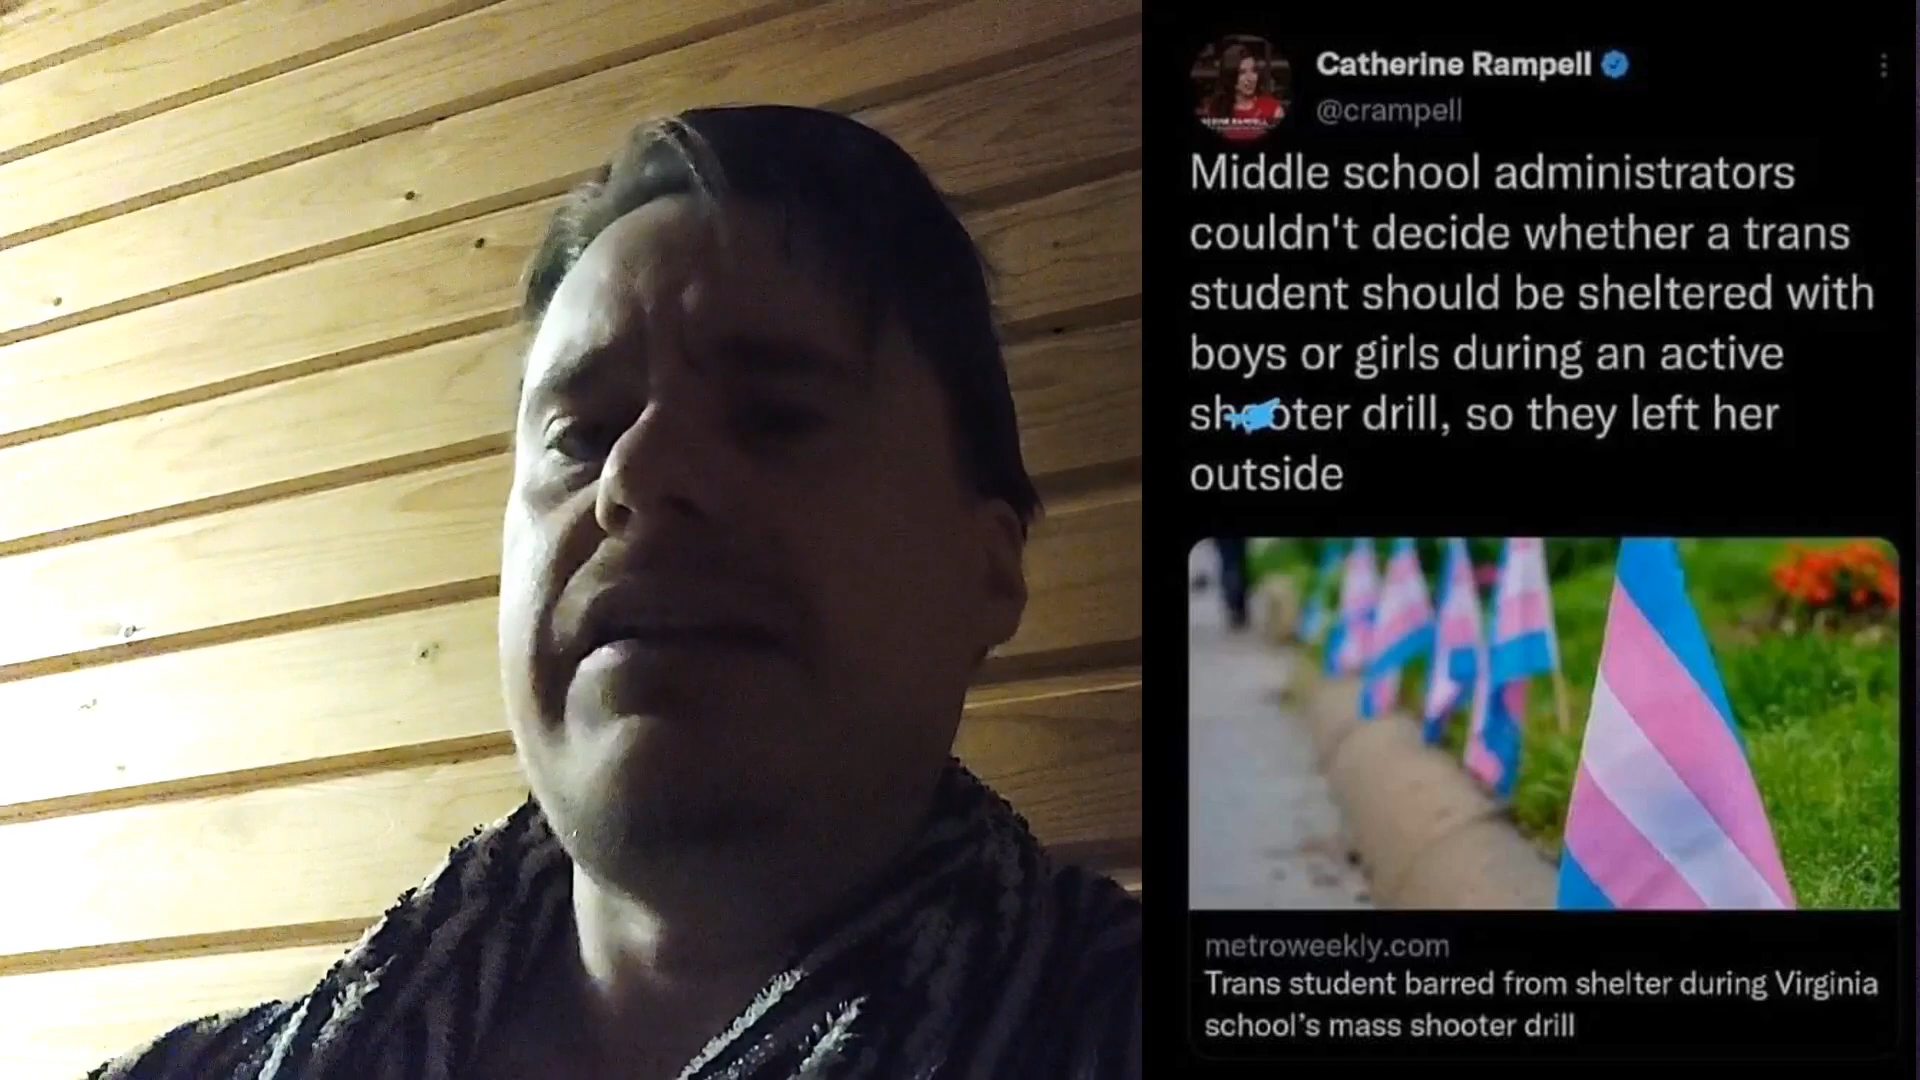 Catherine Rampell
@crampell
Middle school administrators
couldn't decide whether a trans
student should be sheltered with
boys or girls during an active
shooter drill, so they left her
outside
metroweekly.com
Trans student barred from shelter during Virginia
school's mass shooter drill